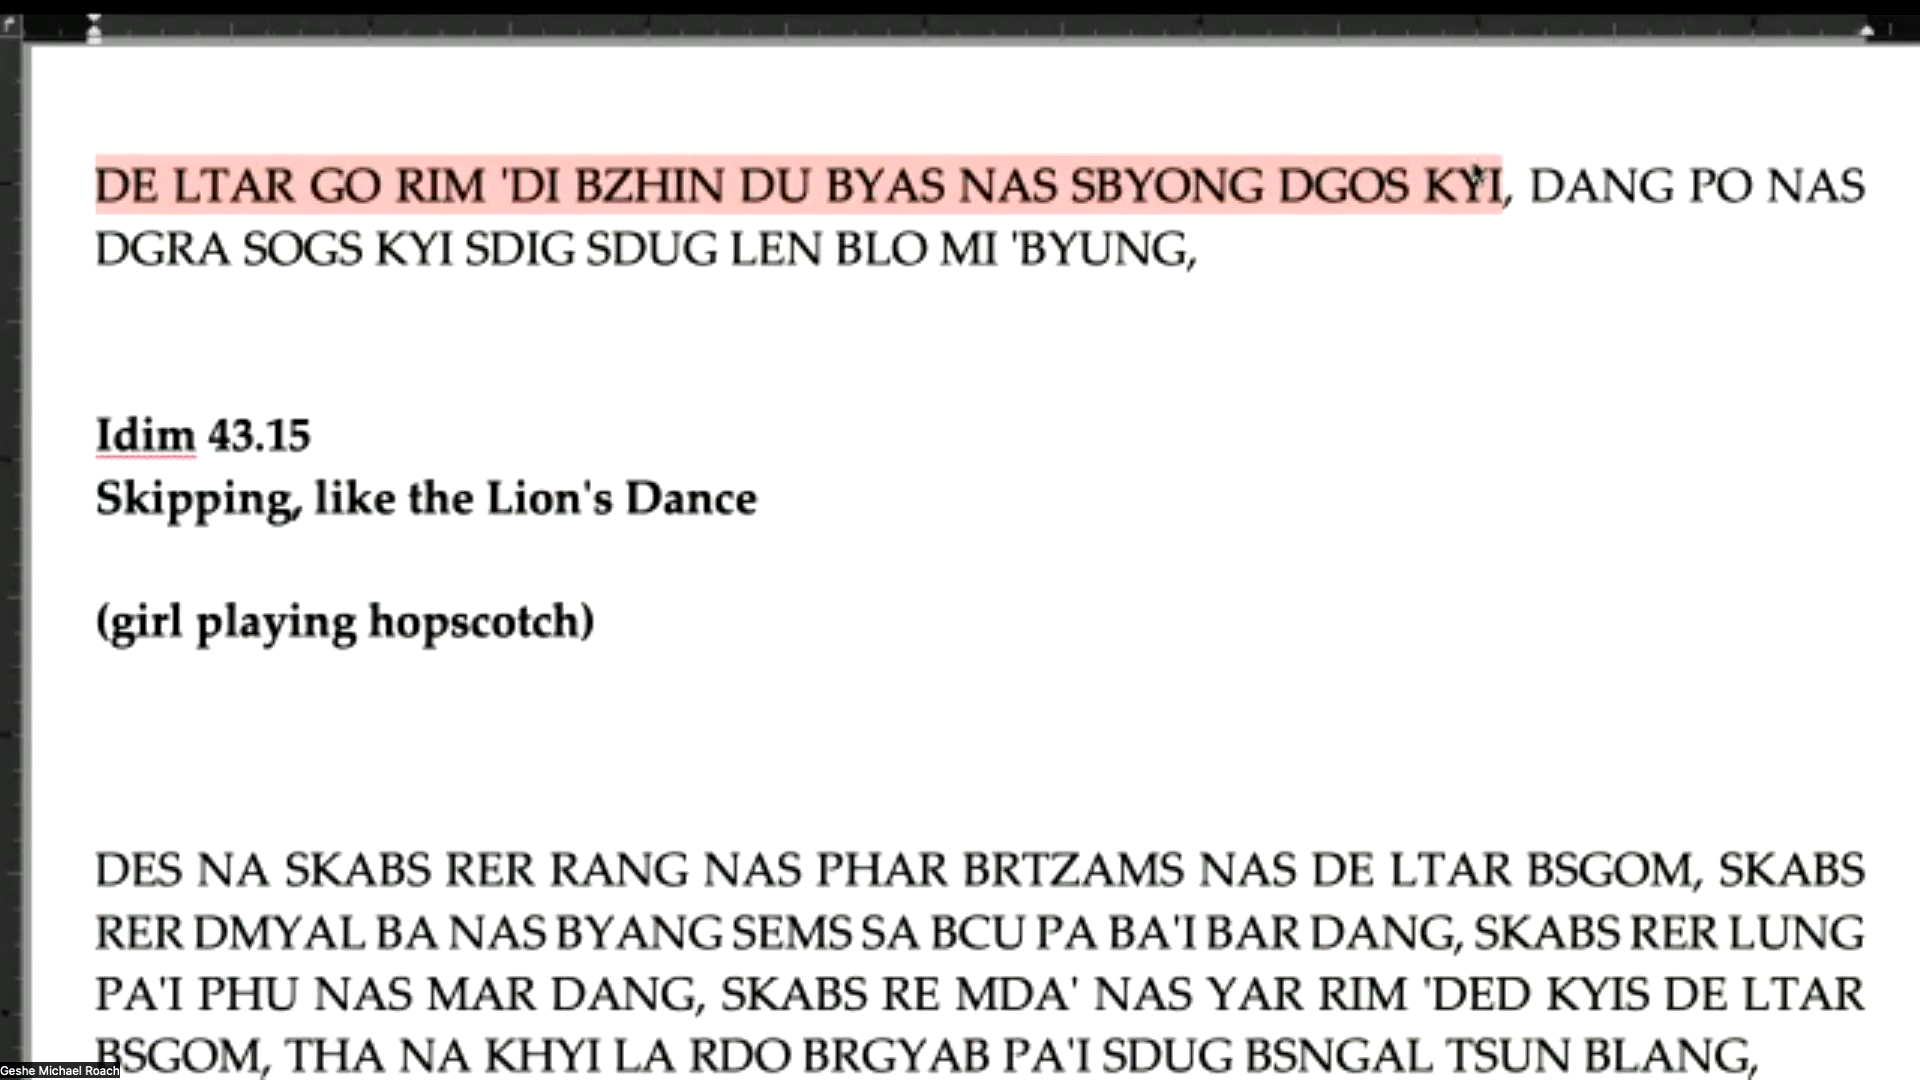 DE LTAR GO RIM 'DI BZHIN DU BYAS NAS SBYONG DGOS KYI, DANG PO NAS
DGRA SOGS KYI SDIG SDUG LEN BLO MI 'BYUNG,
Idim 43.15
Skipping, like the Lion's Dance
(girl playing hopscotch)
DES NA SKABS RER RANG NAS PHAR BRTZAMS NAS DE LTAR BSGOM, SKABS
RER DMYAL BA NAS BYANG SEMS SA BCU PA BA'I BAR DANG, SKABS RER LUNG
PA'I PHU NAS MAR DANG, SKABS RE MDA' NAS YAR RIM 'DED KYIS DE LTAR
BSGOM, THA NA KHYI LA RDO BRGYAB PA'I SDUG BSNGAL TSUN BLANG,
Geshe Michael Roach